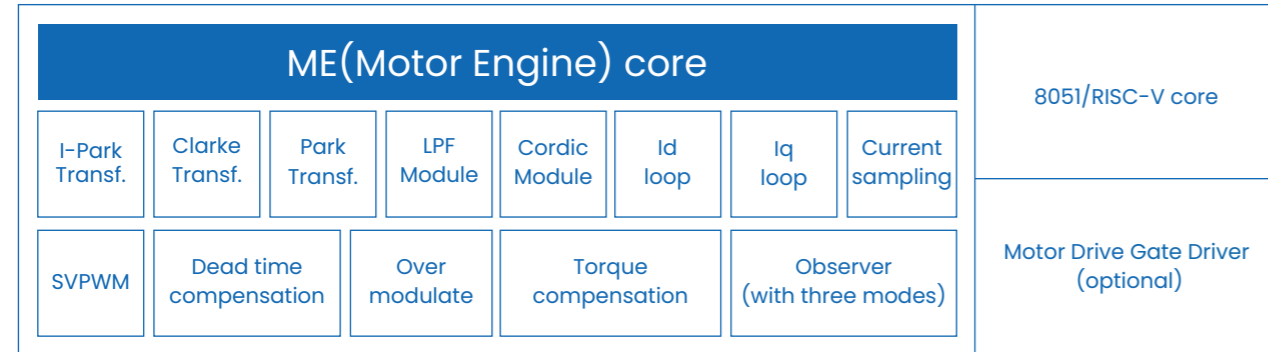 ME(Motor Engine) core
8051/RISC-V core
I-Park
Transf.
Clarke
Transf.
Park
Transf.
LPF
Module
Cordic
Module
Id
loop
Iq
loop
Current
sampling
SVPWM
Dead time
compensation
Over
modulate
Torque
compensation
Observer
(with three modes)
Motor Drive Gate Driver
(optional)